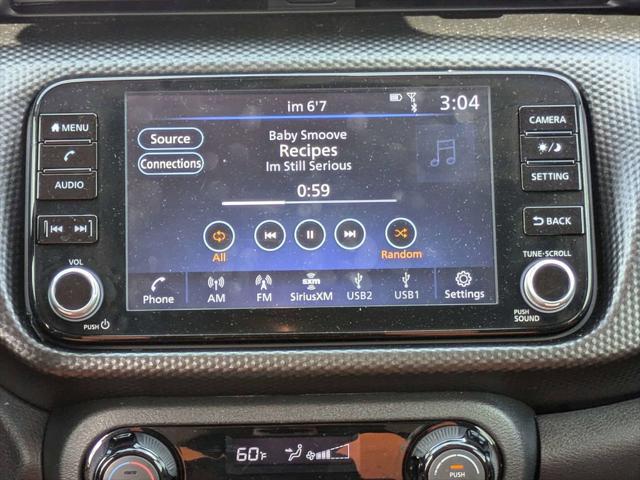 im 6'7
3:04
MENU
AUDIO
VOL
PUSH
Source
Connections
Baby Smoove
Recipes
Im Still Serious
0:59
All
Random
Phone
AM
FM
sxm
SiriusXM
USB2
USB1
Settings
CAMERA
SETTING
BACK
TUNE•SCROLL
PUSH
SOUND
60°F
PUSH